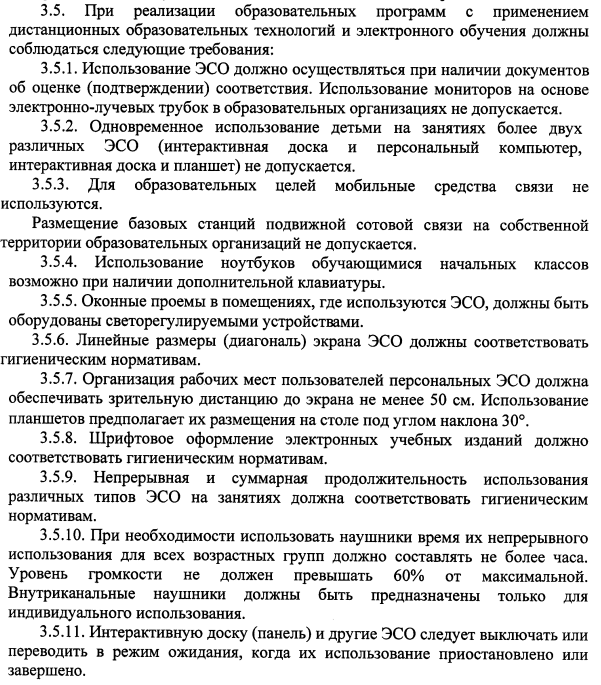 3.5. При реализации образовательных программ с применением
дистанционных образовательных технологий и электронного обучения должны
соблюдаться следующие требования:
3.5.1. Использование ЭСО должно осуществляться при наличии документов
об оценке (подтверждении) соответствия. Использование мониторов на основе
электронно-лучевых трубок в образовательных организациях не допускается.
3.5.2. Одновременное использование детьми на занятиях более двух
различных ЭСО (интерактивная доска и персональный компьютер,
интерактивная доска и планшет) не допускается.
3.5.3. Для образовательных целей мобильные средства связи не
используются.
Размещение базовых станций подвижной сотовой связи на собственной
территории образовательных организаций не допускается.
3.5.4. Использование ноутбуков обучающимися начальных классов
возможно при наличии дополнительной клавиатуры.
3.5.5. Оконные проемы в помещениях, где используются ЭСО, должны быть
оборудованы светорегулируемыми устройствами.
3.5.6. Линейные размеры (диагональ) экрана ЭСО должны соответствовать
гигиеническим нормативам.
3.5.7. Организация рабочих мест пользователей персональных ЭСО должна
обеспечивать зрительную дистанцию до экрана не менее 50 см. Использование
планшетов предполагает их размещения на столе под углом наклона 30°.
3.5.8. Шрифтовое оформление электронных учебных изданий должно
соответствовать гигиеническим нормативам.
3.5.9. Непрерывная и суммарная продолжительность использования
различных типов ЭСО на занятиях должна соответствовать гигиеническим
нормативам.
3.5.10. При необходимости использовать наушники время их непрерывного
использования для всех возрастных групп должно составлять не более часа.
Уровень громкости не должен превышать 60% от максимальной.
Внутриканальные наушники должны быть предназначены только для
индивидуального использования.
3.5.11. Интерактивную доску (панель) и другие ЭСО следует выключать или
переводить в режим ожидания, когда их использование приостановлено или
завершено.